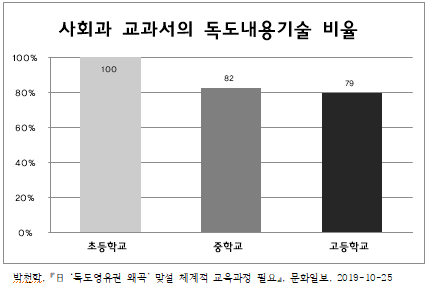 사회과 교과서의 독도내용기술 비율
100%
80%
60%
40%
20%
0%
100
82
79
초등학교
중학교
고등학교
박천학, 『日 ‘독도영유권 왜곡’ 맞설 체계적 교육과정 필요』, 문화일보, 2019-10-25